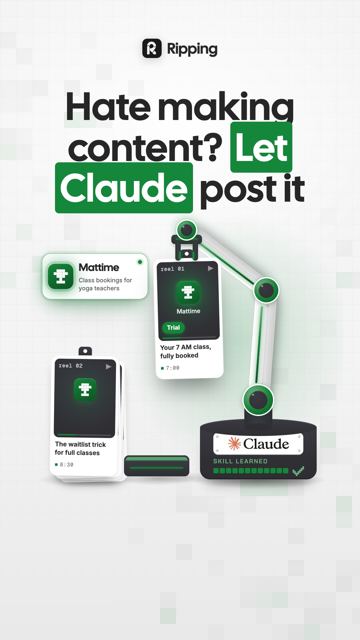 Ripping
Hate making
content? Let
Claude post it
Mattime
Class bookings for
yoga teachers
reel 01
Mattime
Trial
Your 7 AM class,
fully booked
7:00
reel 02
The waitlist trick
for full classes
8:30
Claude
SKILL LEARNED